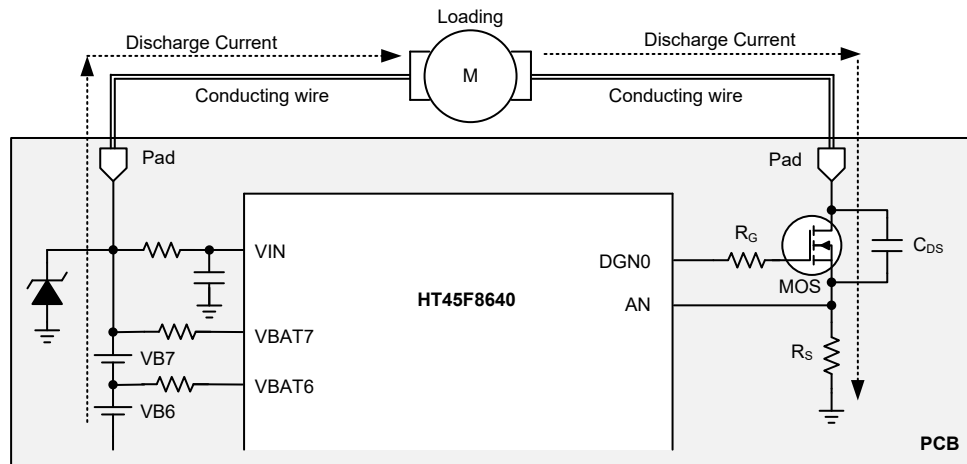 Loading
Discharge Current
Discharge Current
M
Conducting wire
Conducting wire
Pad
Pad
VIN
RG
CDS
DGN0
MOS
HT45F8640
AN
VBAT7
VB7
RS
VBAT6
VB6
PCB